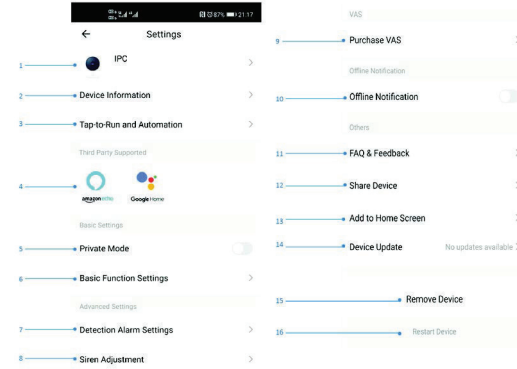 87% 21:17
Settings
1 IPC
2 Device Information
3 Tap-to-Run and Automation
Third Party Supported
4
amazon echo Google Home
Basic Settings
5 Private Mode
6 Basic Function Settings
Advanced Settings
7 Detection Alarm Settings
8 Siren Adjustment
VAS
9 Purchase VAS
Offline Notification
10 Offline Notification
Others
11 FAQ & Feedback
12 Share Device
13 Add to Home Screen
14 Device Update No updates available
15 Remove Device
16 Restart Device